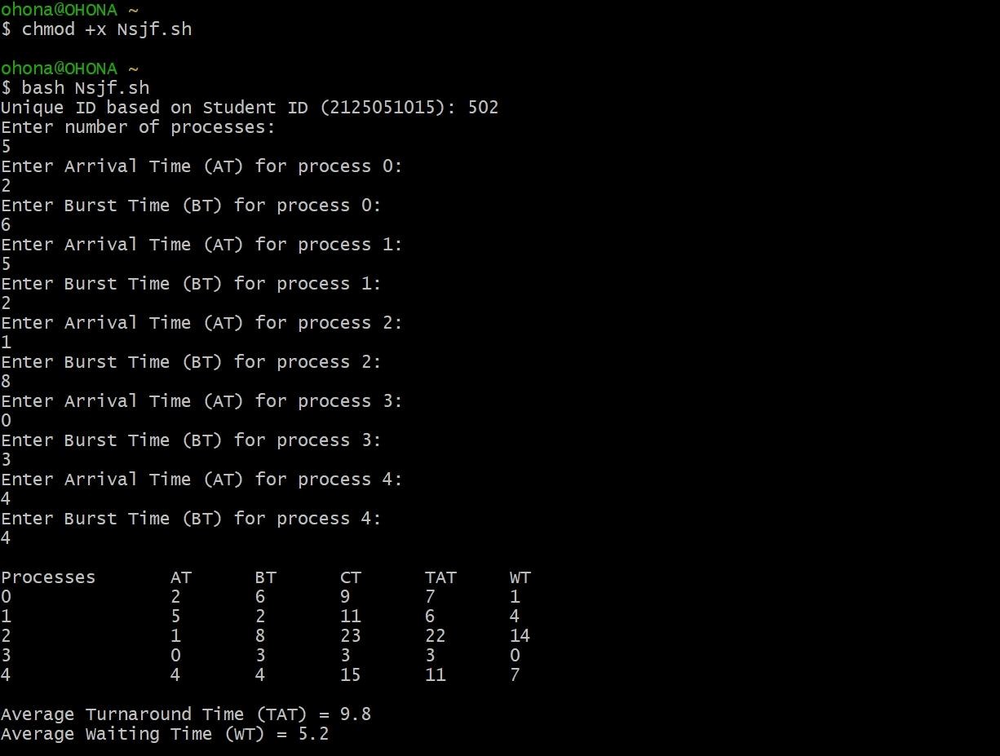 ohona@OHONA ~
$ chmod +x Nsjf.sh
ohona@OHONA ~
$ bash Nsjf.sh
Unique ID based on Student ID (2125051015): 502
Enter number of processes:
5
Enter Arrival Time (AT) for process 0:
2
Enter Burst Time (BT) for process 0:
6
Enter Arrival Time (AT) for process 1:
5
Enter Burst Time (BT) for process 1:
2
Enter Arrival Time (AT) for process 2:
1
Enter Burst Time (BT) for process 2:
8
Enter Arrival Time (AT) for process 3:
0
Enter Burst Time (BT) for process 3:
3
Enter Arrival Time (AT) for process 4:
4
Enter Burst Time (BT) for process 4:
4
Processes AT BT CT TAT WT
0 2 6 9 7 1
1 5 2 11 6 4
2 1 8 23 22 14
3 0 3 3 3 0
4 4 4 15 11 7
Average Turnaround Time (TAT) = 9.8
Average Waiting Time (WT) = 5.2